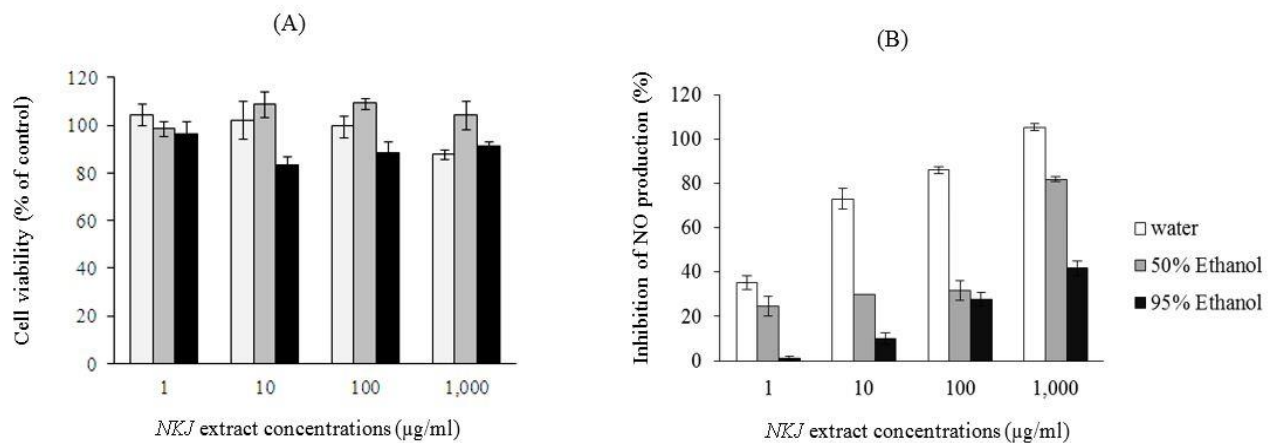 (A)
Cell viability (% of control)
120
100
80
60
40
20
0
1 10 100 1,000
NKJ extract concentrations (µg/ml)
(B)
Inhibition of NO production (%)
120
100
80
60
40
20
0
1 10 100 1,000
NKJ extract concentrations (µg/ml)
water
50% Ethanol
95% Ethanol